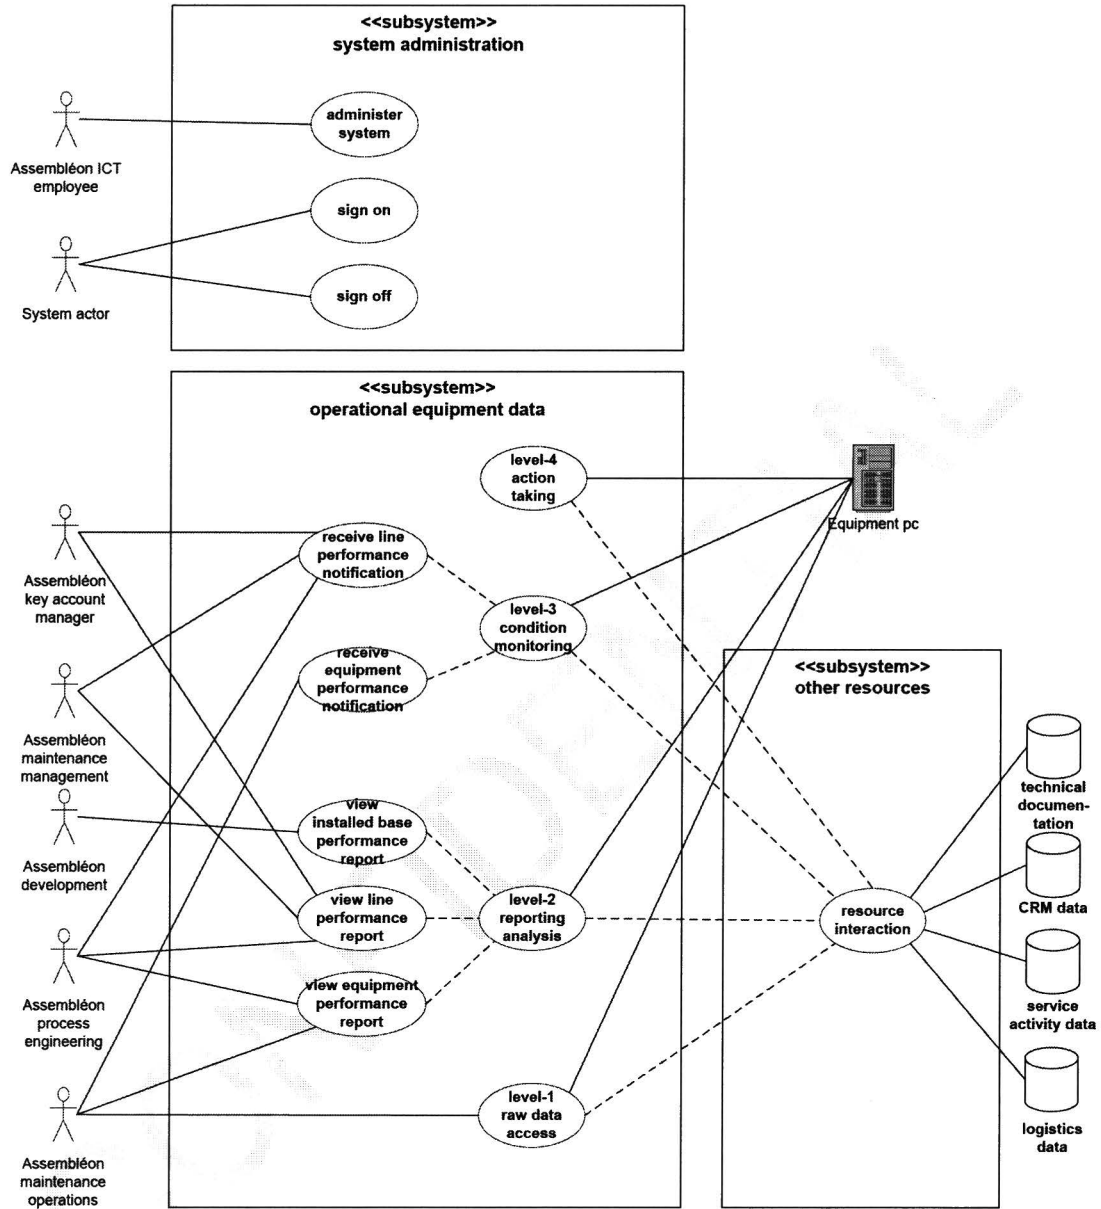 <<subsystem>>
system administration
administer
system
Assembléon ICT
employee
sign on
sign off
System actor
<<subsystem>>
operational equipment data
level-4
action
taking
Equipment pc
receive line
performance
notification
Assembléon
key account
manager
level-3
condition
monitoring
receive
equipment
performance
notification
<<subsystem>>
other resources
Assembléon
maintenance
management
technical
documen-
tation
view
installed base
performance
report
Assembléon
development
view line
performance
report
level-2
reporting
analysis
resource
interaction
CRM data
view equipment
performance
report
Assembléon
process
engineering
service
activity data
level-1
raw data
access
logistics
data
Assembléon
maintenance
operations